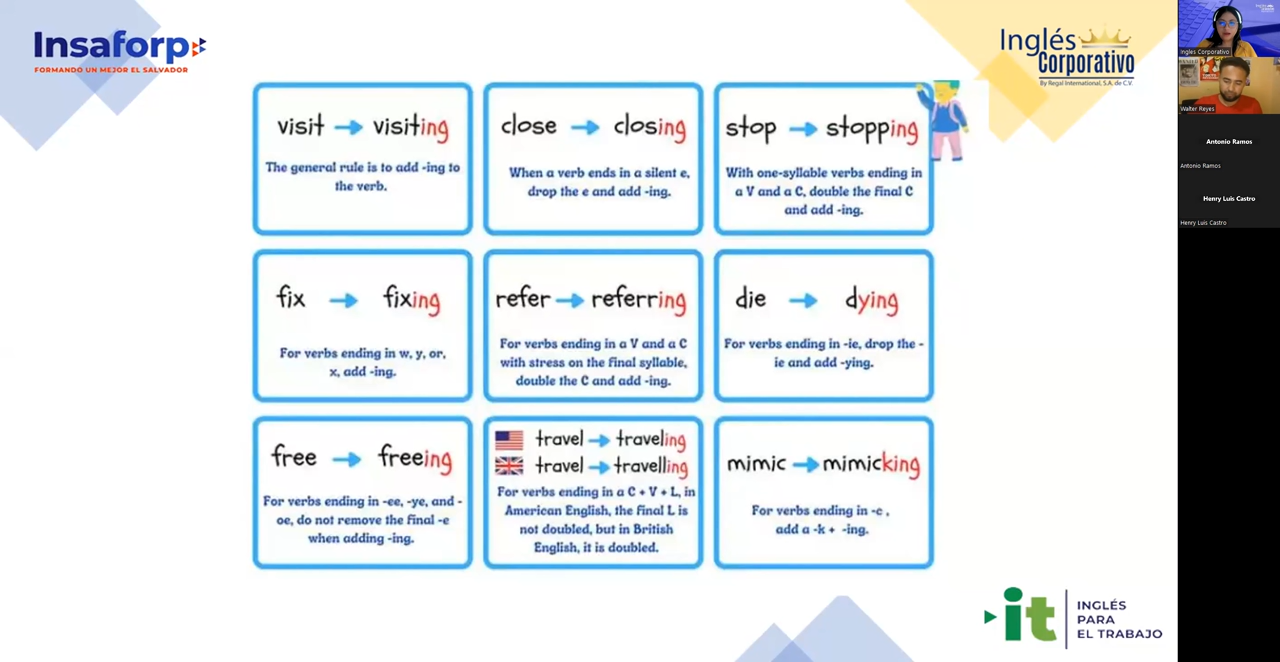 Insaforp
FORMANDO UN MEJOR EL SALVADOR
Inglés
Corporativo
By Regal International, S.A. de C.V.
visit visiting
The general rule is to add -ing to
the verb.
close closing
When a verb ends in a silent e,
drop the e and add -ing.
stop stopping
With one-syllable verbs ending in
a V and a C, double the final C
and add -ing.
fix fixing
For verbs ending in w, y, or,
x, add -ing.
refer referring
For verbs ending in a V and a C
with stress on the final syllable,
double the C and add -ing.
die dying
For verbs ending in -ie, drop the -
ie and add -ying.
free freeing
For verbs ending in -ee, -ye, and -
oe, do not remove the final -e
when adding -ing.
travel traveling
travel travelling
For verbs ending in a C + V + L, in
American English, the final L is
not doubled, but in British
English, it is doubled.
mimic mimicking
For verbs ending in -c ,
add a -k + -ing.
it
INGLÉS
PARA
EL TRABAJO
Ingles Corporativo
Walter Reyes
Antonio Ramos
Antonio Ramos
Henry Luis Castro
Henry Luis Castro